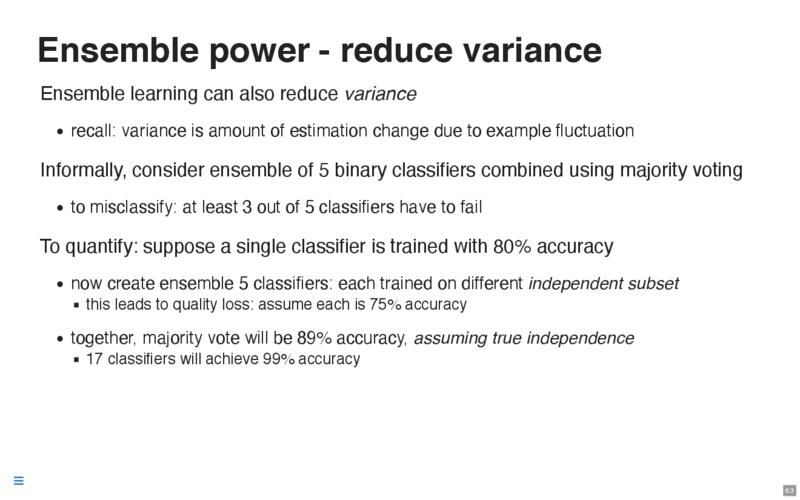 Ensemble power - reduce variance
Ensemble learning can also reduce variance
• recall: variance is amount of estimation change due to example fluctuation
Informally, consider ensemble of 5 binary classifiers combined using majority voting
• to misclassify: at least 3 out of 5 classifiers have to fail
To quantify: suppose a single classifier is trained with 80% accuracy
• now create ensemble 5 classifiers: each trained on different independent subset
▪ this leads to quality loss: assume each is 75% accuracy
• together, majority vote will be 89% accuracy, assuming true independence
▪ 17 classifiers will achieve 99% accuracy